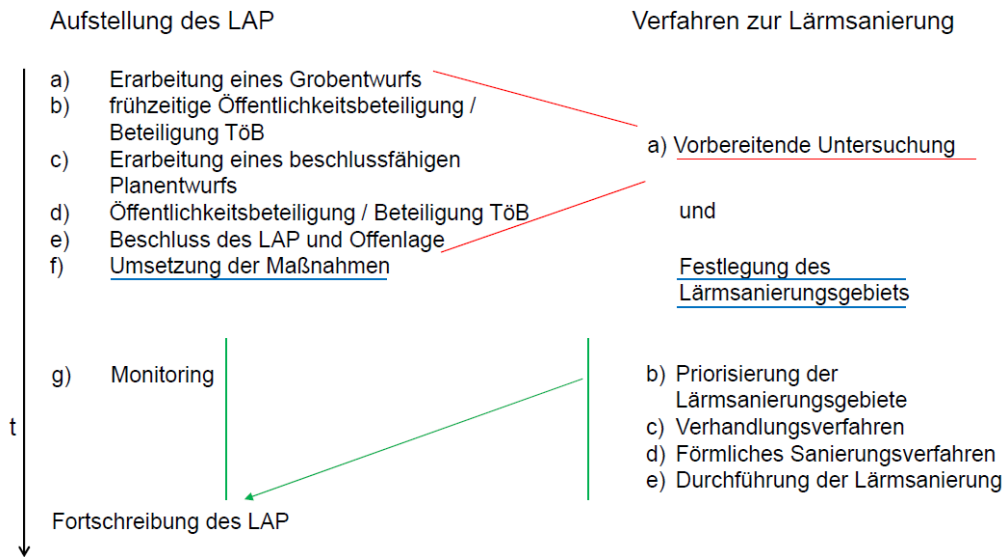 Aufstellung des LAP
a) Erarbeitung eines Grobentwurfs
b) frühzeitige Öffentlichkeitsbeteiligung /
Beteiligung TöB
c) Erarbeitung eines beschlussfähigen
Planentwurfs
d) Öffentlichkeitsbeteiligung / Beteiligung TöB
e) Beschluss des LAP und Offenlage
f) Umsetzung der Maßnahmen
g) Monitoring
t
Fortschreibung des LAP
Verfahren zur Lärmsanierung
a) Vorbereitende Untersuchung
und
Festlegung des
Lärmsanierungsgebiets
b) Priorisierung der
Lärmsanierungsgebiete
c) Verhandlungsverfahren
d) Förmliches Sanierungsverfahren
e) Durchführung der Lärmsanierung